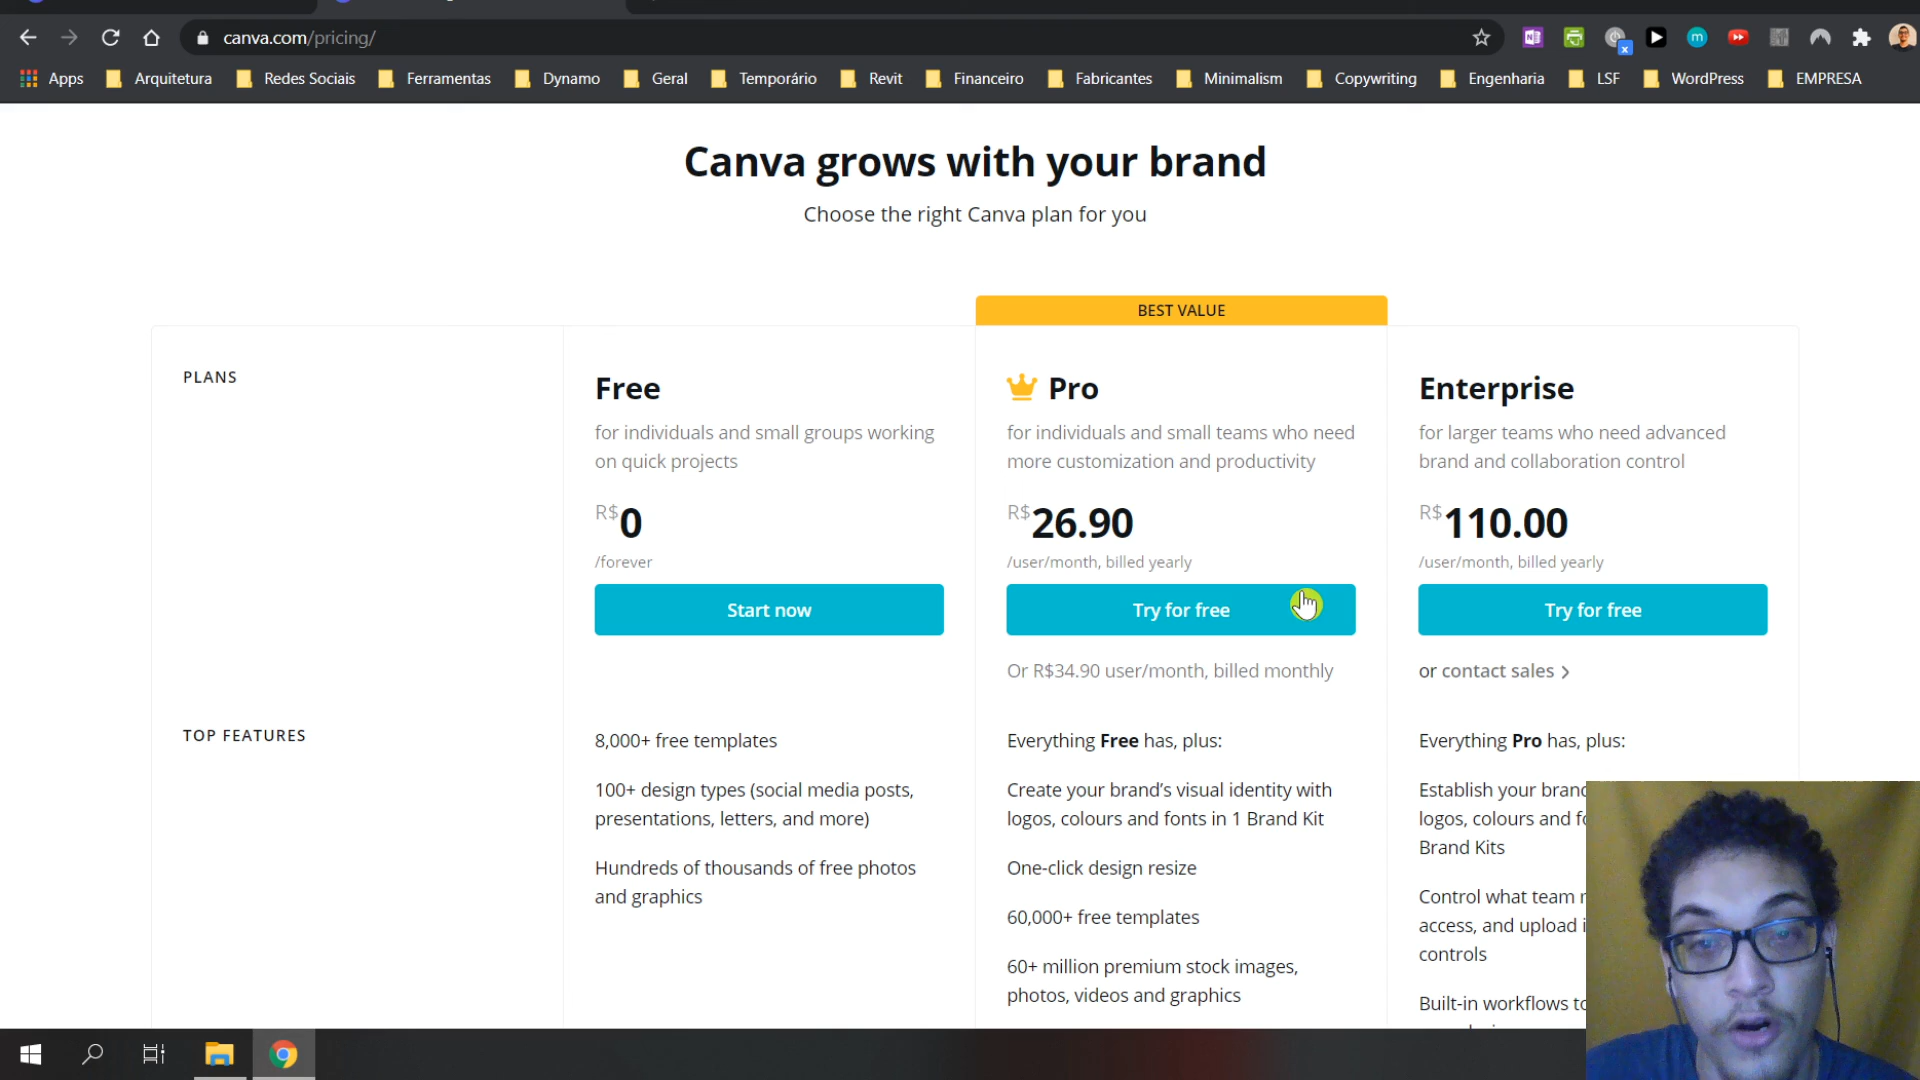 canva.com/pricing/
Apps Arquitetura Redes Sociais Ferramentas Dynamo Geral Temporário Revit Financeiro Fabricantes Minimalism Copywriting Engenharia LSF WordPress EMPRESA
Canva grows with your brand
Choose the right Canva plan for you
BEST VALUE
PLANS
Free
for individuals and small groups working
on quick projects
R$0
/forever
Start now
Pro
for individuals and small teams who need
more customization and productivity
R$26.90
/user/month, billed yearly
Try for free
Or R$34.90 user/month, billed monthly
Enterprise
for larger teams who need advanced
brand and collaboration control
R$110.00
/user/month, billed yearly
Try for free
or contact sales
TOP FEATURES
8,000+ free templates
100+ design types (social media posts,
presentations, letters, and more)
Hundreds of thousands of free photos
and graphics
Everything Free has, plus:
Create your brand's visual identity with
logos, colours and fonts in 1 Brand Kit
One-click design resize
60,000+ free templates
60+ million premium stock images,
photos, videos and graphics
Everything Pro has, plus:
Establish your brand
logos, colours and
Brand Kits
Control what team
access, and upload
controls
Built-in workflows